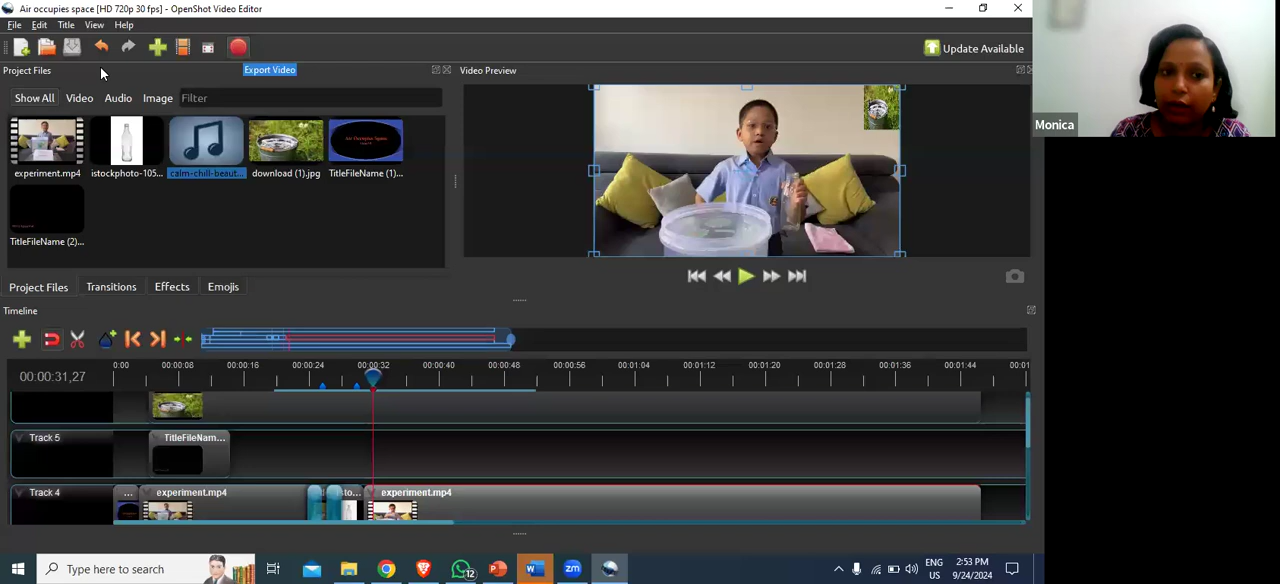 Air occupies space [HD 720p 30 fps] - OpenShot Video Editor
File Edit Title View Help
Update Available
Project Files
Export Video
Video Preview
Show All Video Audio Image Filter
Monica
experiment.mp4 istockphoto-105... calm-chill-beaut... download (1).jpg TitleFileName (1)...
TitleFileName (2)...
Project Files Transitions Effects Emojis
Timeline
00:00:31,27
0:00 00:00:08 00:00:16 00:00:24 00:00:32 00:00:40 00:00:48 00:00:56 00:01:04 00:01:12 00:01:20 00:01:28 00:01:36 00:01:44 00:01
Track 5 TitleFileNam...
Track 4 ... experiment.mp4 experiment.mp4
Type here to search
12
ENG
US
2:53 PM
9/24/2024